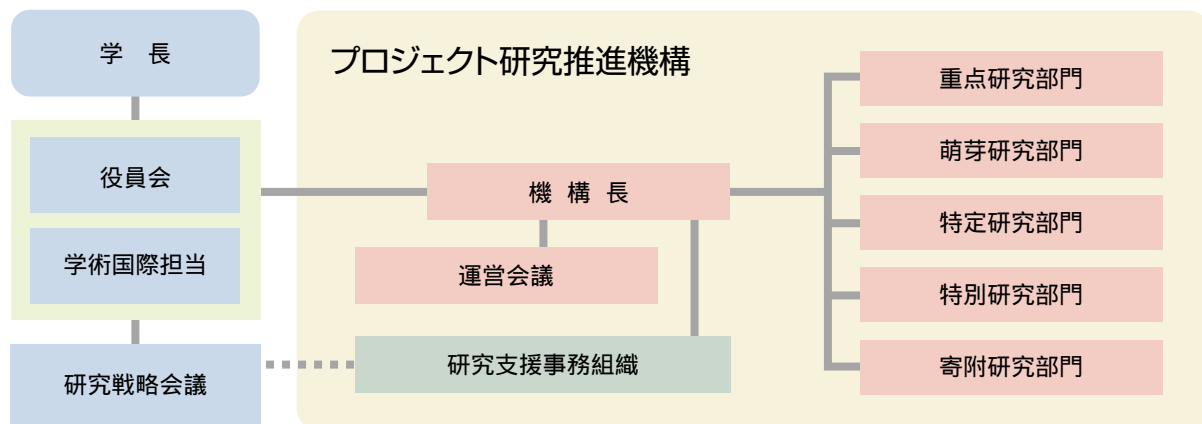 学 長
役員会
学術国際担当
研究戦略会議
プロジェクト研究推進機構
機 構 長
運営会議
研究支援事務組織
重点研究部門
萌芽研究部門
特定研究部門
特別研究部門
寄附研究部門